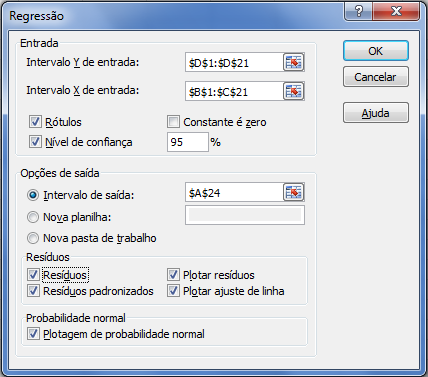 Regressão
Entrada
Intervalo Y de entrada: $D$1:$D$21
Intervalo X de entrada: $B$1:$C$21
Rótulos Constante é zero
Nível de confiança 95 %
Opções de saída
Intervalo de saída: $A$24
Nova planilha:
Nova pasta de trabalho
Resíduos
Resíduos Plotar resíduos
Resíduos padronizados Plotar ajuste de linha
Probabilidade normal
Plotagem de probabilidade normal
OK
Cancelar
Ajuda